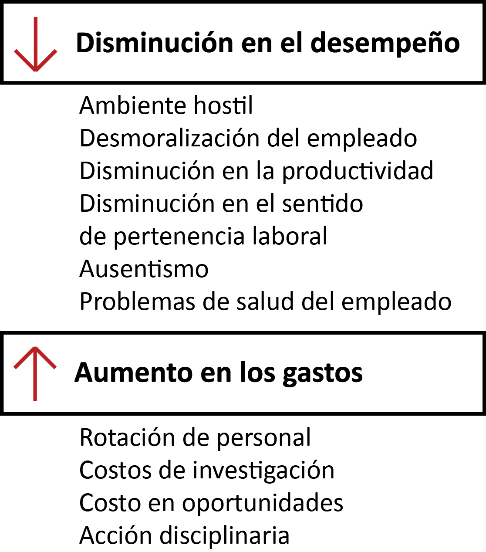 Disminución en el desempeño
Ambiente hostil
Desmoralización del empleado
Disminución en la productividad
Disminución en el sentido
de pertenencia laboral
Ausentismo
Problemas de salud del empleado
Aumento en los gastos
Rotación de personal
Costos de investigación
Costo en oportunidades
Acción disciplinaria